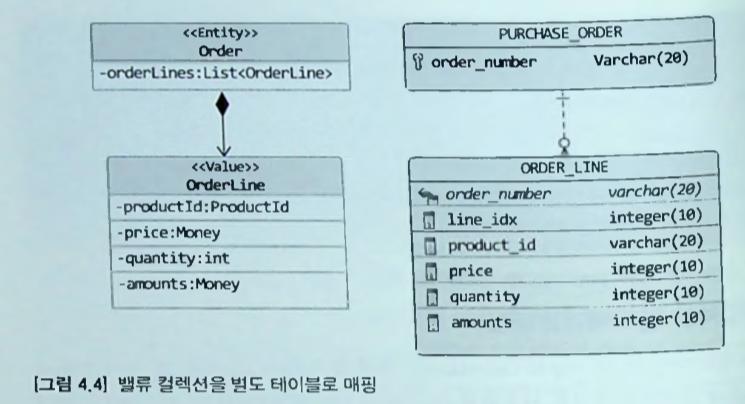 <<Entity>>
Order
-orderLines:List<OrderLine>
<<Value>>
OrderLine
-productId:ProductId
-price:Money
-quantity:int
-amounts:Money
PURCHASE_ORDER
order_number Varchar(20)
ORDER_LINE
order_number varchar(20)
line_idx integer(10)
product_id varchar(20)
price integer(10)
quantity integer(10)
amounts integer(10)
[그림 4.4] 밸류 컬렉션을 별도 테이블로 매핑